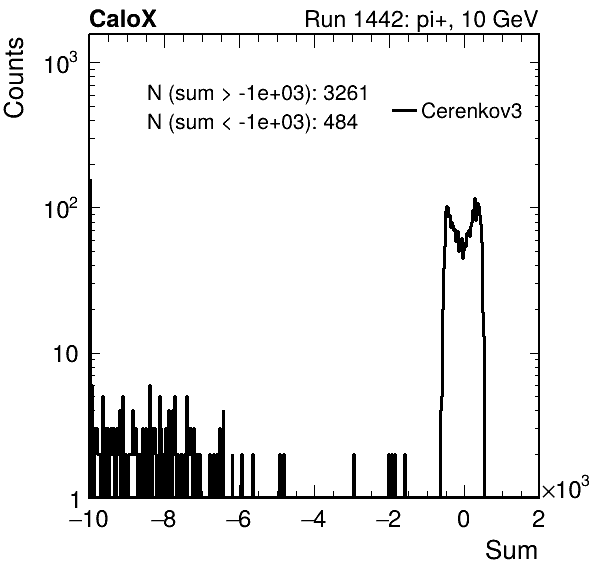 CaloX Run 1442: pi+, 10 GeV
Counts
N (sum > -1e+03): 3261
N (sum < -1e+03): 484
Cerenkov3
10³
10²
10
1
−10 −8 −6 −4 −2 0 2
×10³
Sum